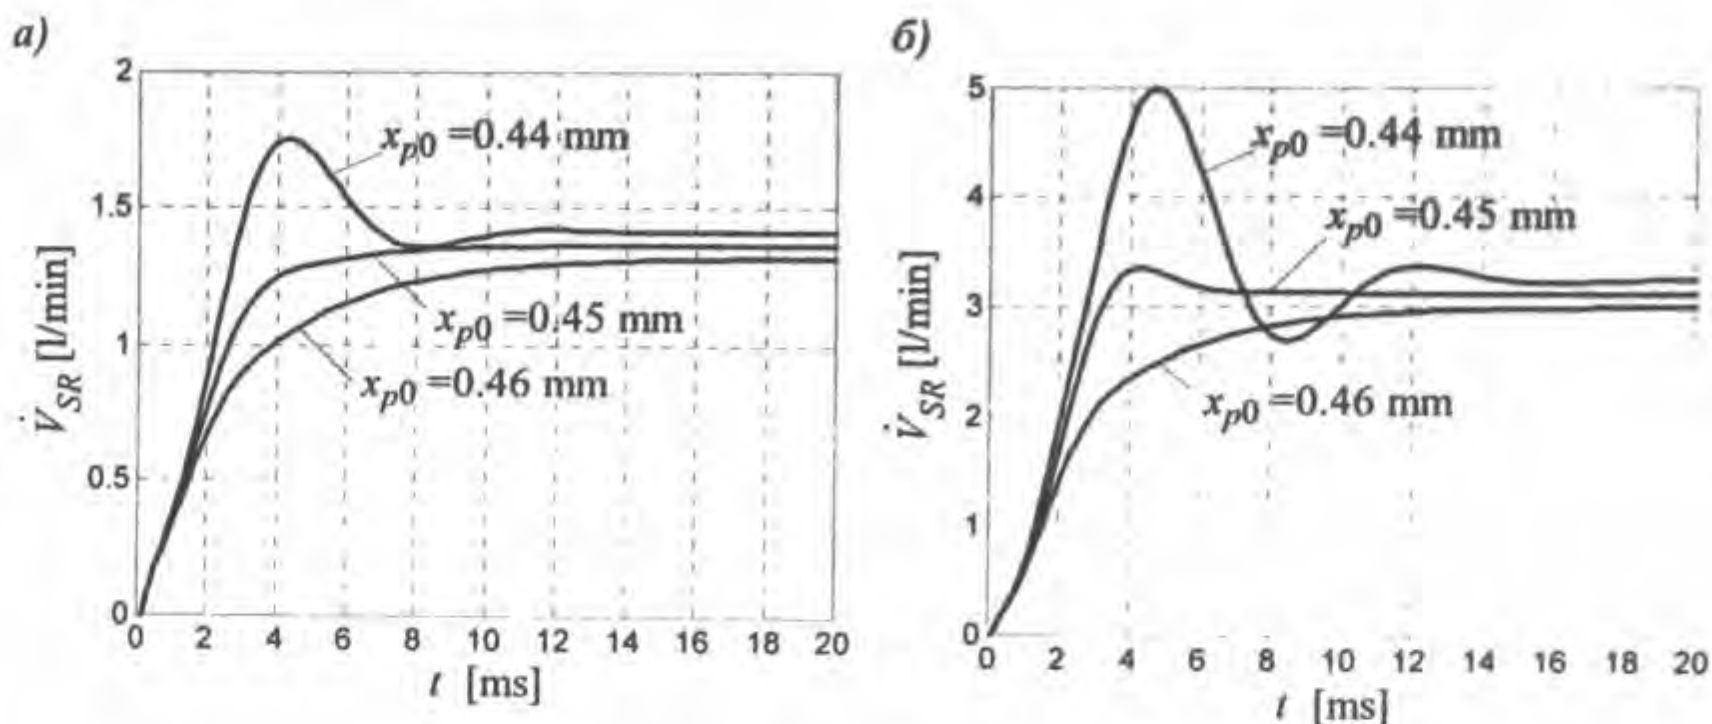 а)
2
1.5
1
0.5
0
V̇_SR [l/min]
x_p0 =0.44 mm
x_p0 =0.45 mm
x_p0 =0.46 mm
0 2 4 6 8 10 12 14 16 18 20
t [ms]
б)
5
4
3
2
1
0
V̇_SR [l/min]
x_p0 =0.44 mm
x_p0 =0.45 mm
x_p0 =0.46 mm
0 2 4 6 8 10 12 14 16 18 20
t [ms]